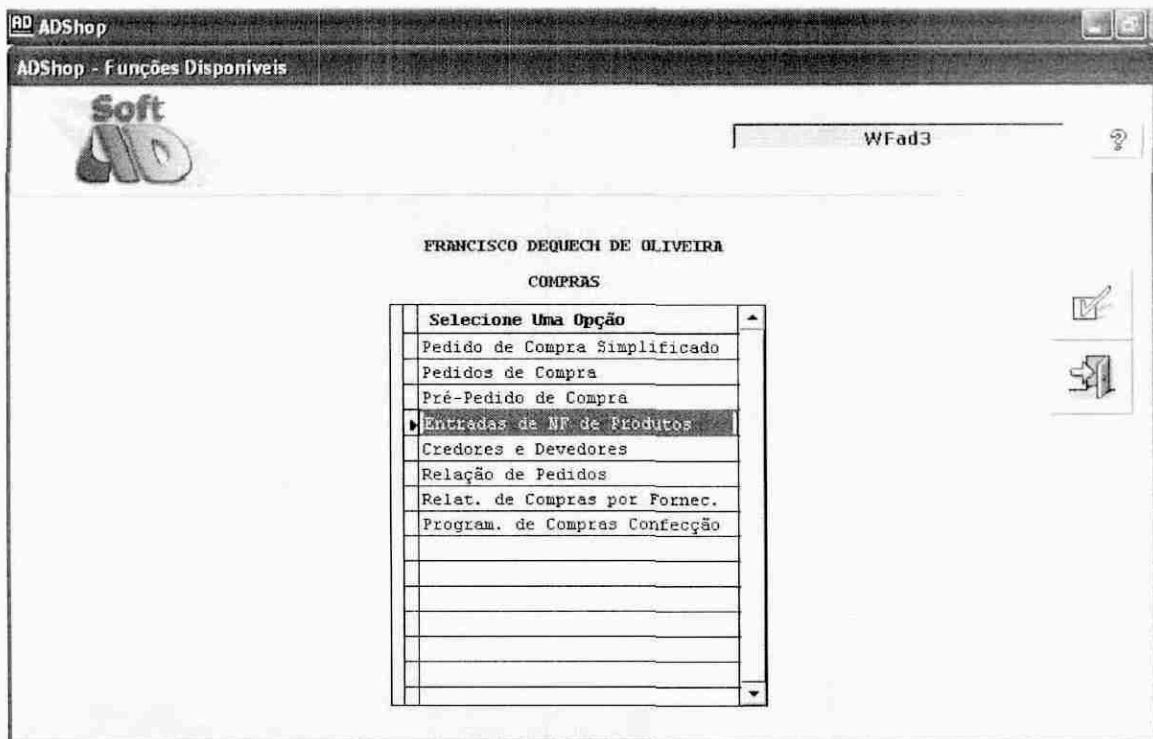 AD ADShop
ADShop - Funções Disponíveis
Soft
AD
WFad3
?
FRANCISCO DEQUECH DE OLIVEIRA
COMPRAS
Selecione Uma Opção
Pedido de Compra Simplificado
Pedidos de Compra
Pré-Pedido de Compra
Entradas de NF de Produtos
Credores e Devedores
Relação de Pedidos
Relat. de Compras por Fornec.
Program. de Compras Confecção